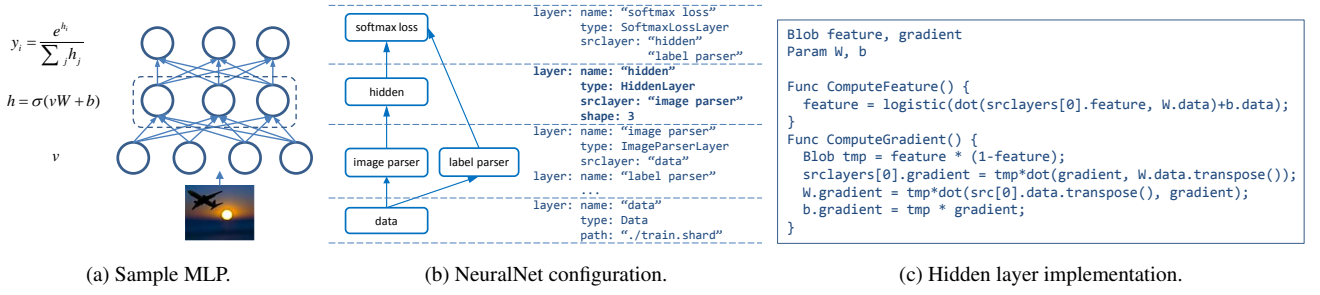 y_i = e^{h_i} / ∑_j h_j
h = σ(vW + b)
v
(a) Sample MLP.
softmax loss
hidden
image parser label parser
data
layer: name: “softmax loss”
type: SoftmaxLossLayer
srclayer: “hidden”
“label parser”
layer: name: “hidden”
type: HiddenLayer
srclayer: “image parser”
shape: 3
layer: name: “image parser”
type: ImageParserLayer
srclayer: “data”
layer: name: “label parser”
...
layer: name: “data”
type: Data
path: “./train.shard”
(b) NeuralNet configuration.
Blob feature, gradient
Param W, b
Func ComputeFeature() {
feature = logistic(dot(srclayers[0].feature, W.data)+b.data);
}
Func ComputeGradient() {
Blob tmp = feature * (1-feature);
srclayers[0].gradient = tmp*dot(gradient, W.data.transpose());
W.gradient = tmp*dot(src[0].data.transpose(), gradient);
b.gradient = tmp * gradient;
}
(c) Hidden layer implementation.